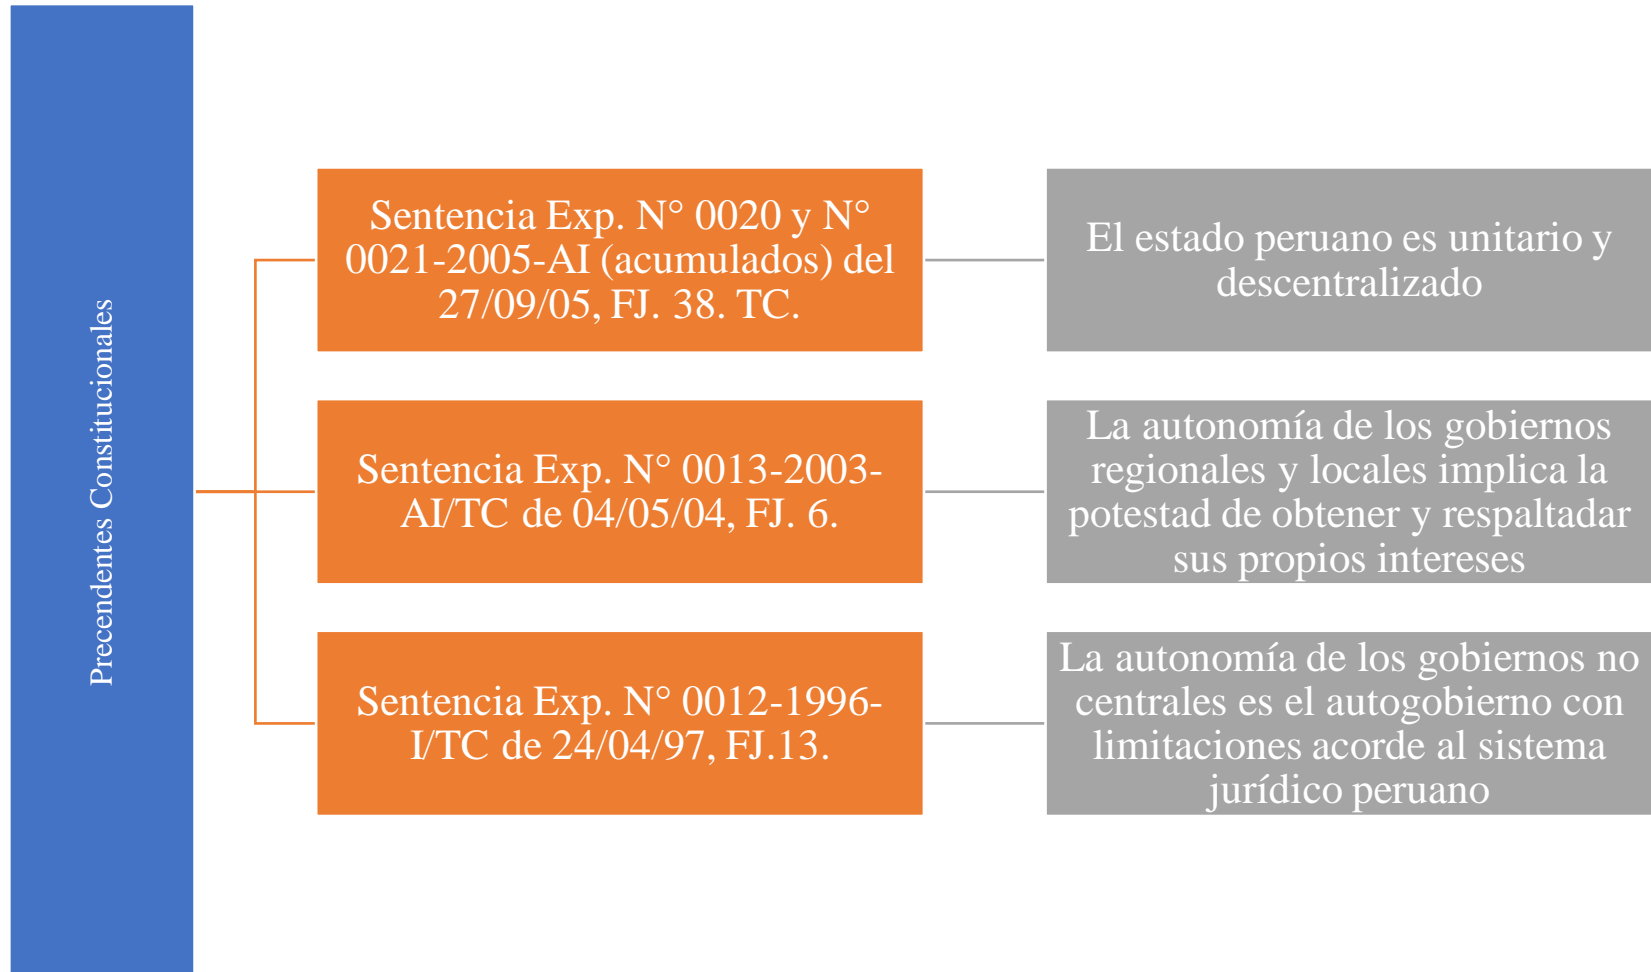 Precendentes Constitucionales
Sentencia Exp. N° 0020 y N°
0021-2005-AI (acumulados) del
27/09/05, FJ. 38. TC.
El estado peruano es unitario y
descentralizado
Sentencia Exp. N° 0013-2003-
AI/TC de 04/05/04, FJ. 6.
La autonomía de los gobiernos
regionales y locales implica la
potestad de obtener y respaltadar
sus propios intereses
Sentencia Exp. N° 0012-1996-
I/TC de 24/04/97, FJ.13.
La autonomía de los gobiernos no
centrales es el autogobierno con
limitaciones acorde al sistema
jurídico peruano